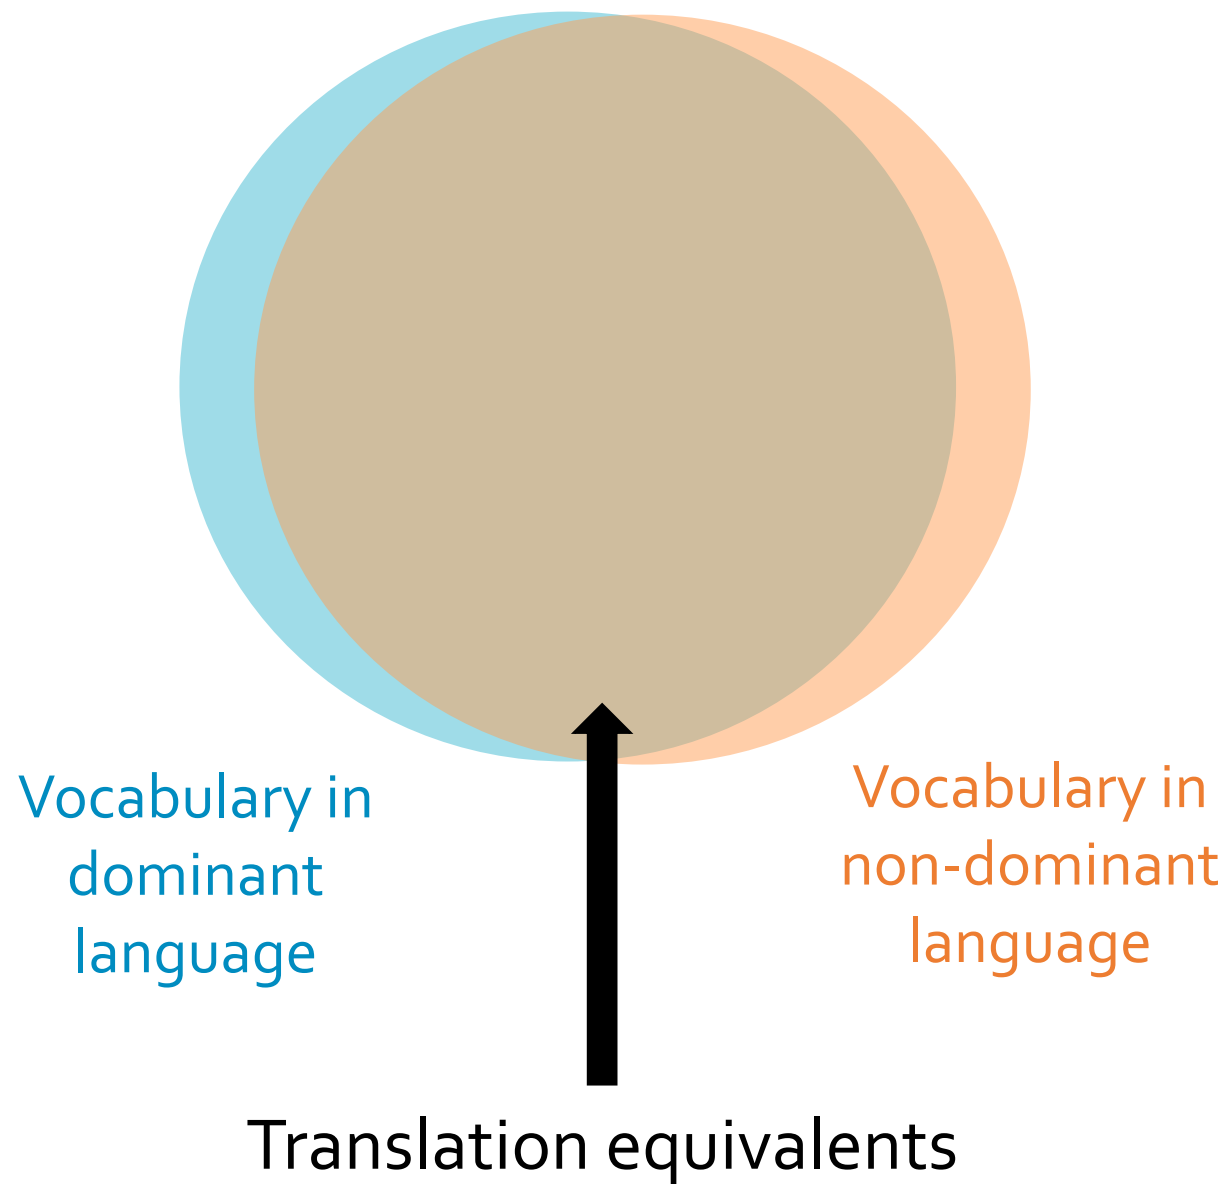 Vocabulary in
dominant
language
Vocabulary in
non-dominant
language
Translation equivalents